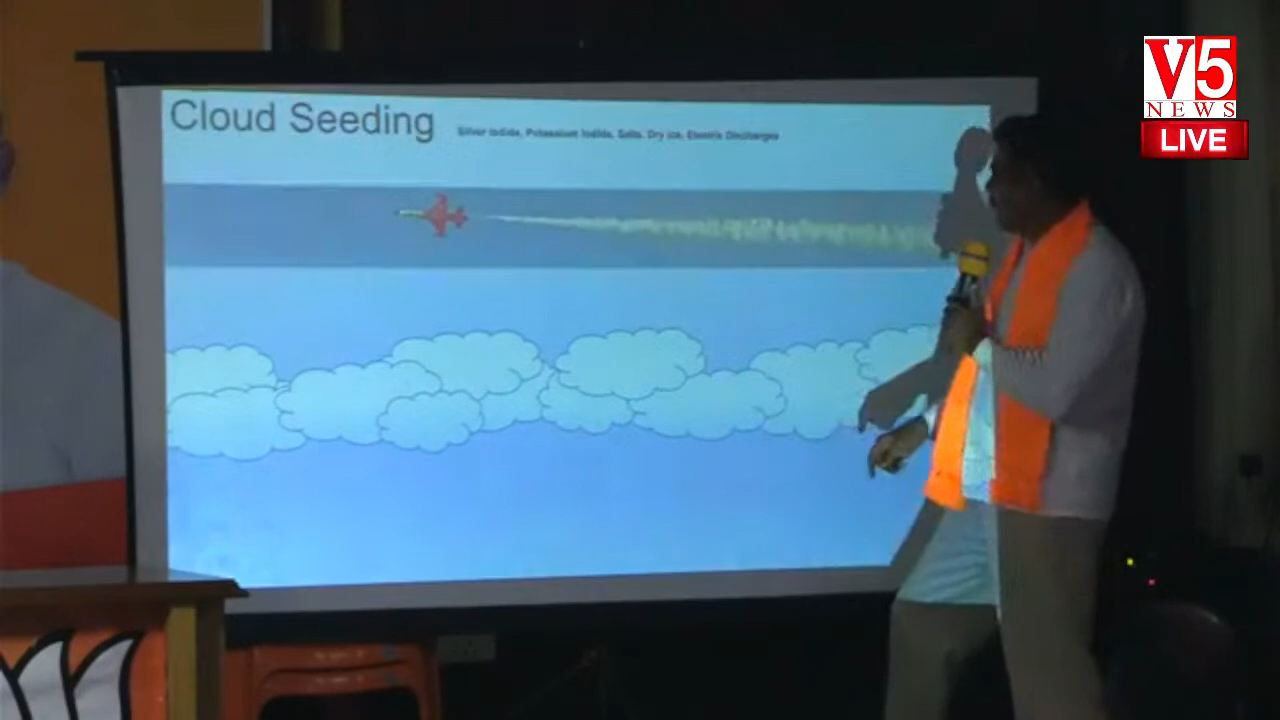 Cloud Seeding
Silver Iodide, Potassium Iodide, Salts, Dry ice, Electric Discharges
V5
NEWS
LIVE